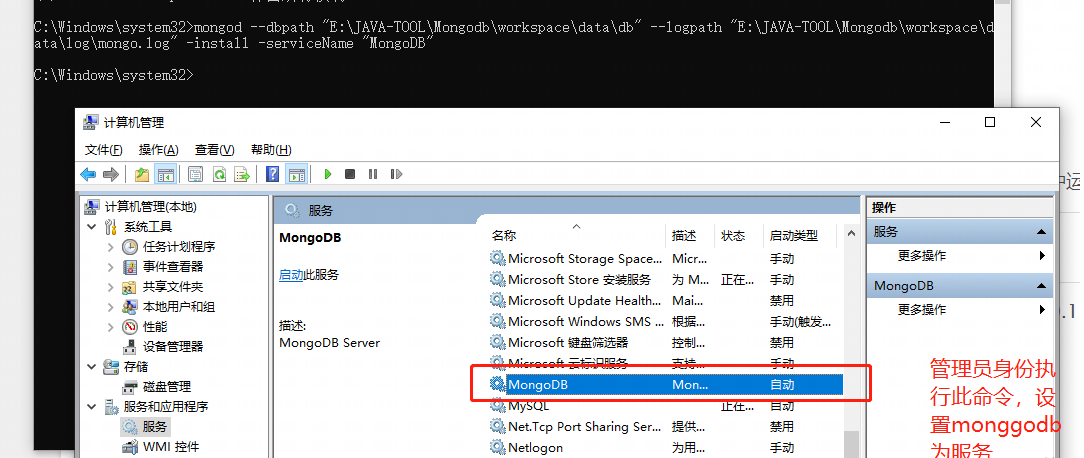 C:\Windows\system32>mongod --dbpath "E:\JAVA-TOOL\Mongodb\workspace\data\db" --logpath "E:\JAVA-TOOL\Mongodb\workspace\d
ata\log\mongo.log" -install -serviceName "MongoDB"
C:\Windows\system32>
计算机管理
文件(F) 操作(A) 查看(V) 帮助(H)
计算机管理(本地)
系统工具
任务计划程序
事件查看器
共享文件夹
本地用户和组
性能
设备管理器
存储
磁盘管理
服务和应用程序
服务
WMI 控件
服务
MongoDB
启动此服务
描述:
MongoDB Server
名称 描述 状态 启动类型
Microsoft Storage Space... Micr... 手动
Microsoft Store 安装服务 为 M... 正在... 手动
Microsoft Update Health... Mai... 禁用
Microsoft Windows SMS ... 根据... 手动(触发...
Microsoft 键盘筛选器 控制... 禁用
Microsoft 云标识服务 支持... 手动
MongoDB Mon... 自动
MySQL 正在... 自动
Net.Tcp Port Sharing Ser... 提供... 禁用
Netlogon 为用... 手动
操作
服务
更多操作
MongoDB
更多操作
管理员身份执
行此命令，设
置monggodb
为服务